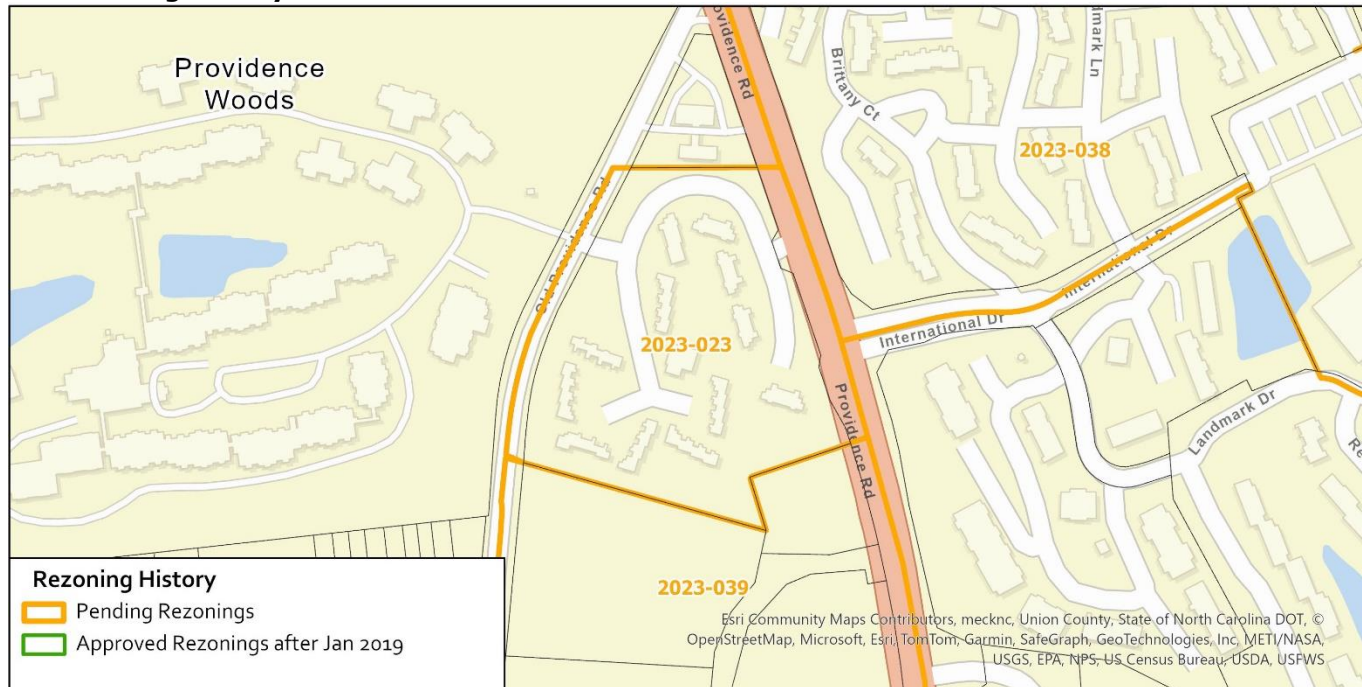 Providence
Woods
Providence Rd
Brittany Ct
dmark Ln
2023-038
Old Providence Rd
International Dr
2023-023
International Dr
Providence Rd
Landmark Dr
Re
2023-039
Rezoning History
Pending Rezonings
Approved Rezonings after Jan 2019
Esri Community Maps Contributors, mecknc, Union County, State of North Carolina DOT, ©
OpenStreetMap, Microsoft, Esri, TomTom, Garmin, SafeGraph, GeoTechnologies, Inc, METI/NASA,
USGS, EPA, NPS, US Census Bureau, USDA, USFWS